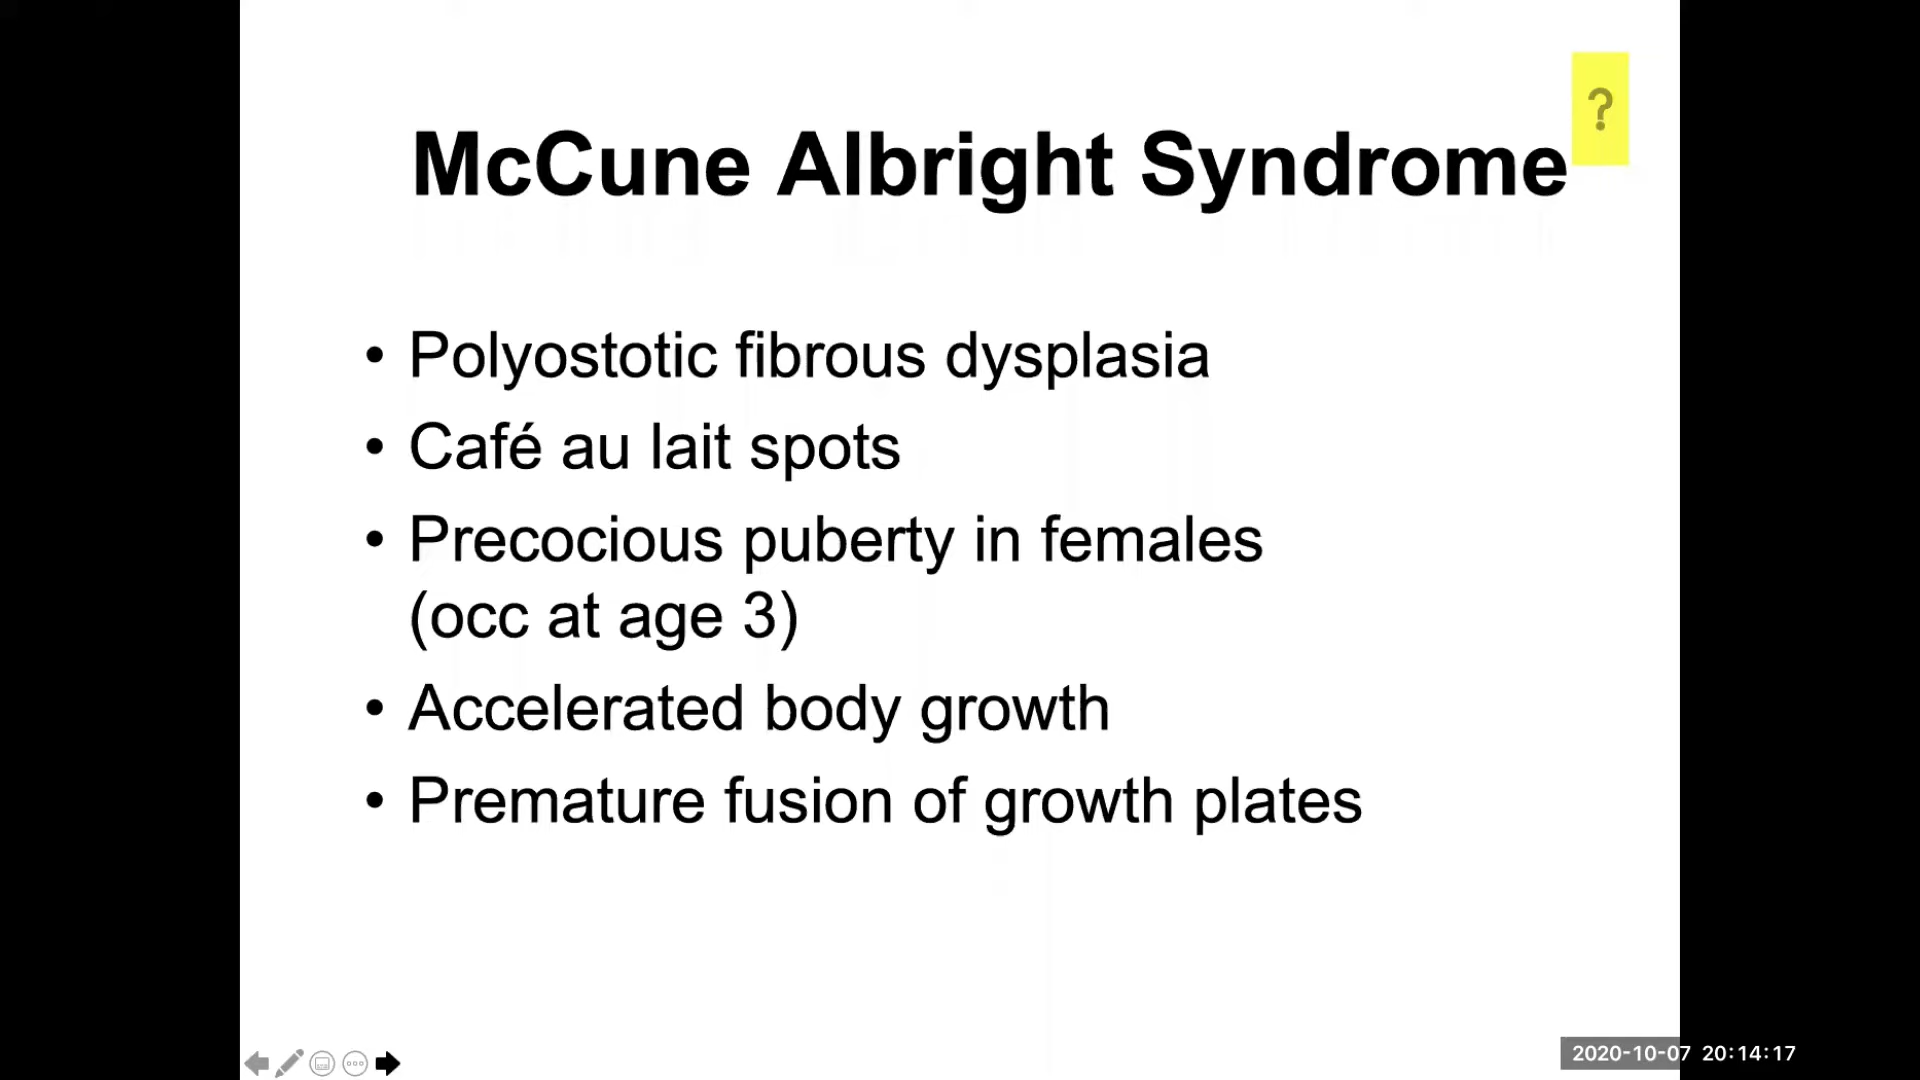 ?
McCune Albright Syndrome
• Polyostotic fibrous dysplasia
• Café au lait spots
• Precocious puberty in females
(occ at age 3)
• Accelerated body growth
• Premature fusion of growth plates
2020-10-07 20:14:17